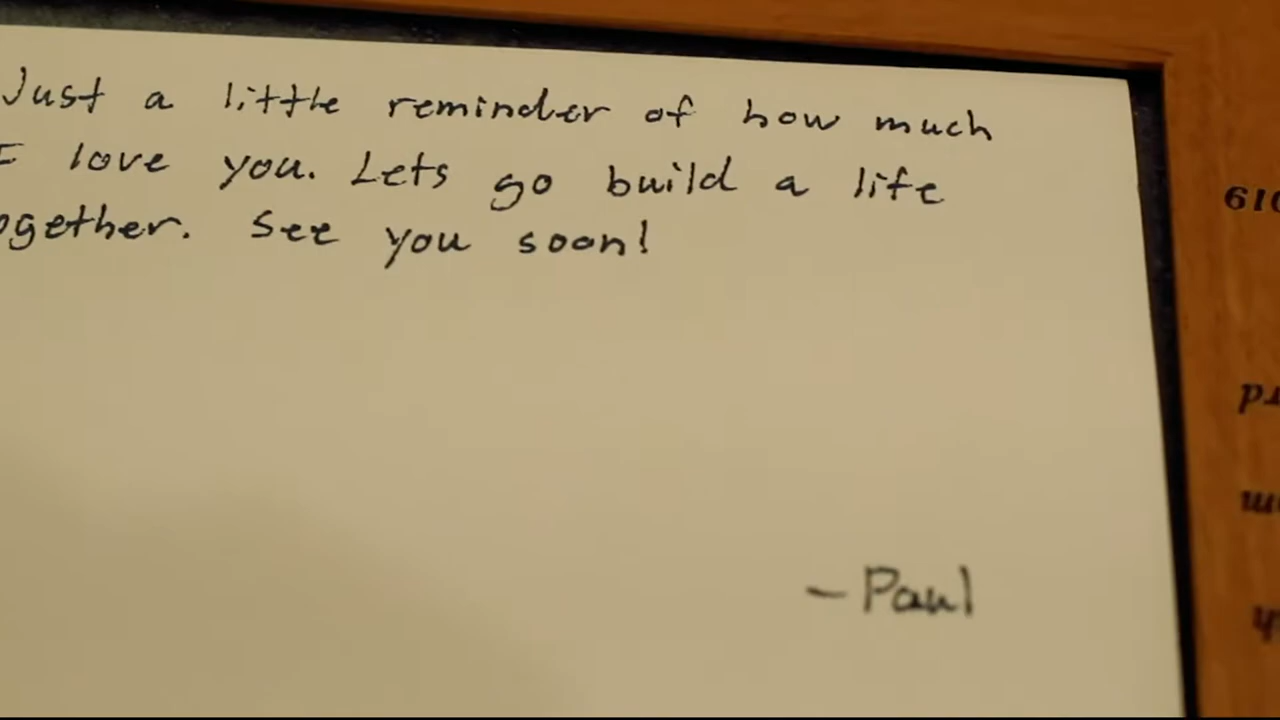 Just a little reminder of how much
I love you. Lets go build a life
ogether. See you soon!
- Paul